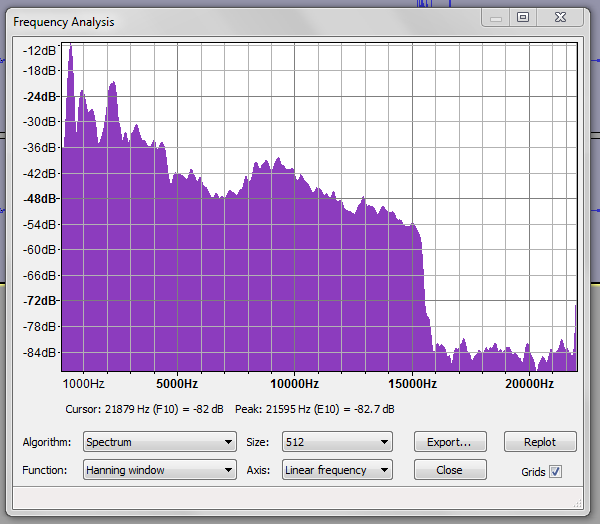 Frequency Analysis
-12dB
-18dB
-24dB
-30dB
-36dB
-42dB
-48dB
-54dB
-60dB
-66dB
-72dB
-78dB
-84dB
1000Hz 5000Hz 10000Hz 15000Hz 20000Hz
Cursor: 21879 Hz (F10) = -82 dB Peak: 21595 Hz (E10) = -82.7 dB
Algorithm: Spectrum Size: 512 Export... Replot
Function: Hanning window Axis: Linear frequency Close Grids